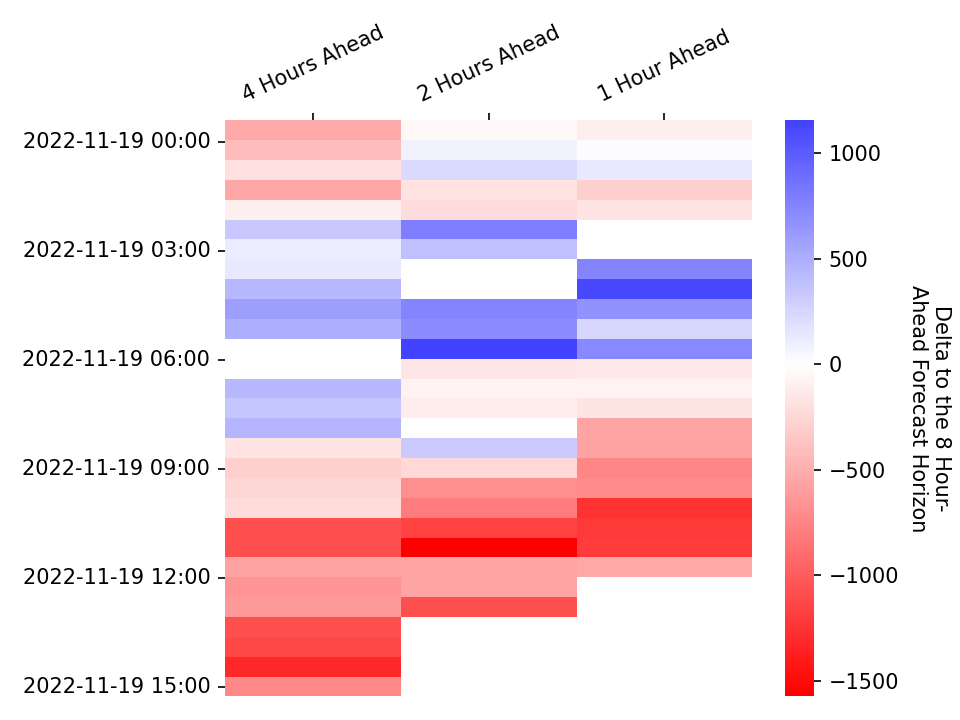 4 Hours Ahead
2 Hours Ahead
1 Hour Ahead
2022-11-19 00:00
2022-11-19 03:00
2022-11-19 06:00
2022-11-19 09:00
2022-11-19 12:00
2022-11-19 15:00
1000
500
0
−500
−1000
−1500
Delta to the 8 Hour-
Ahead Forecast Horizon